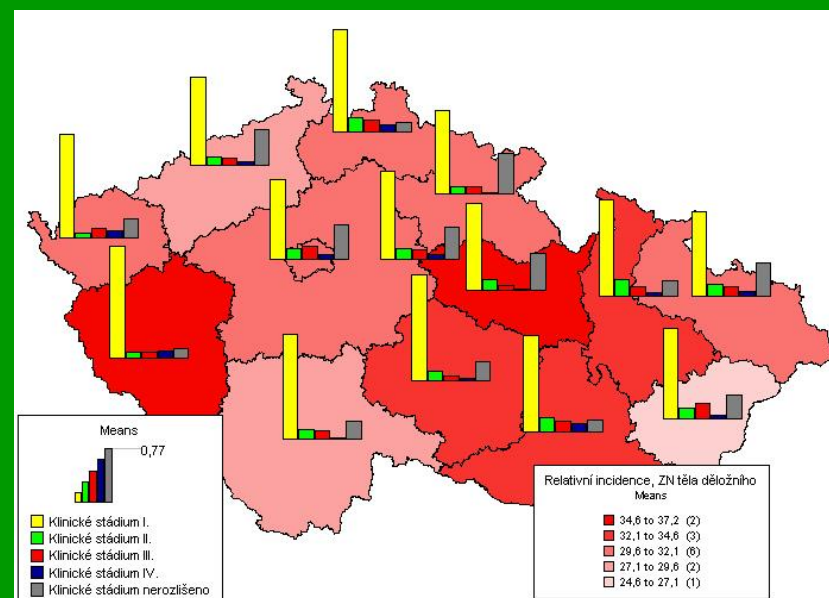 Means
0,77
Klinické stádium I.
Klinické stádium II.
Klinické stádium III.
Klinické stádium IV.
Klinické stádium nerozlišeno
Relativní incidence, ZN těla děložního
Means
34,6 to 37,2 (2)
32,1 to 34,6 (3)
29,6 to 32,1 (6)
27,1 to 29,6 (2)
24,6 to 27,1 (1)